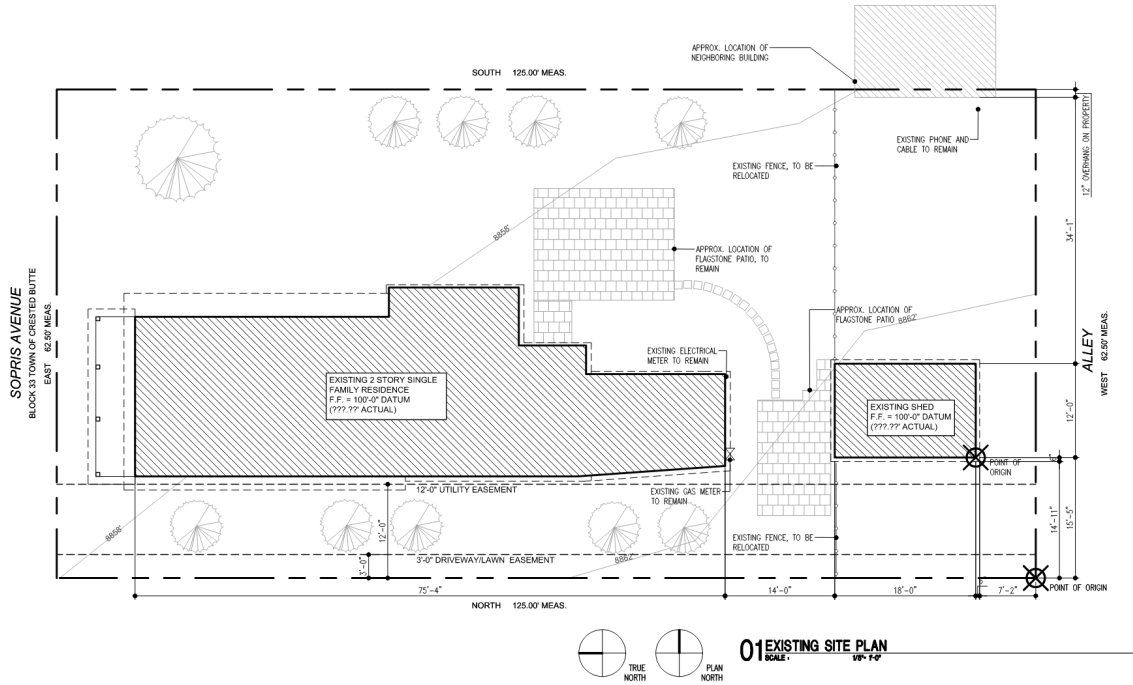 APPROX. LOCATION OF
NEIGHBORING BUILDING
SOUTH 125.00' MEAS.
EXISTING PHONE AND
CABLE TO REMAIN
12" OVERHANG ON PROPERTY
EXISTING FENCE, TO BE
RELOCATED
34'-1"
8858'
APPROX. LOCATION OF
FLAGSTONE PATIO, TO
REMAIN
SOPRIS AVENUE
BLOCK 33 TOWN OF CRESTED BUTTE
EAST 62.50' MEAS.
APPROX. LOCATION OF
FLAGSTONE PATIO
8862'
ALLEY
WEST 62.50' MEAS.
EXISTING ELECTRICAL
METER TO REMAIN
EXISTING 2 STORY SINGLE
FAMILY RESIDENCE
F.F. = 100'-0" DATUM
(???.??' ACTUAL)
EXISTING SHED
F.F. = 100'-0" DATUM
(???.??' ACTUAL)
12'-0"
POINT OF
ORIGIN
12'-0" UTILITY EASEMENT
EXISTING GAS METER
TO REMAIN
12'-0"
14'-11"
15'-5"
8858'
EXISTING FENCE, TO BE
RELOCATED
3'-0" DRIVEWAY/LAWN EASEMENT
8862'
3'-0"
POINT OF ORIGIN
75'-4"
14'-0"
18'-0"
7'-2"
NORTH 125.00' MEAS.
TRUE
NORTH
PLAN
NORTH
01 EXISTING SITE PLAN
SCALE : 1/8"= 1'-0"